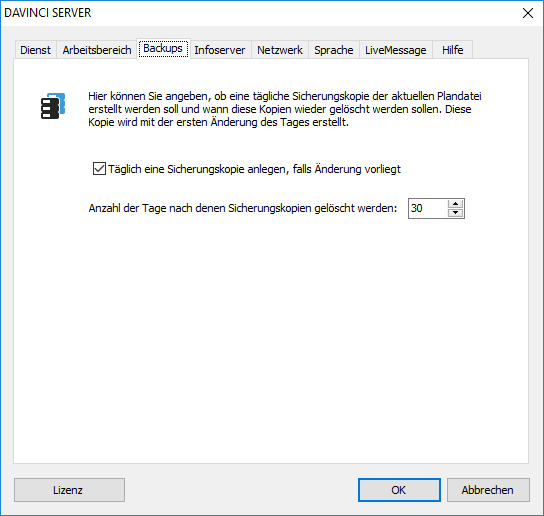 DAVINCI SERVER
Dienst Arbeitsbereich Backups Infoserver Netzwerk Sprache LiveMessage Hilfe
Hier können Sie angeben, ob eine tägliche Sicherungskopie der aktuellen Plandatei
erstellt werden soll und wann diese Kopien wieder gelöscht werden sollen. Diese
Kopie wird mit der ersten Änderung des Tages erstellt.
Täglich eine Sicherungskopie anlegen, falls Änderung vorliegt
Anzahl der Tage nach denen Sicherungskopien gelöscht werden: 30
Lizenz OK Abbrechen